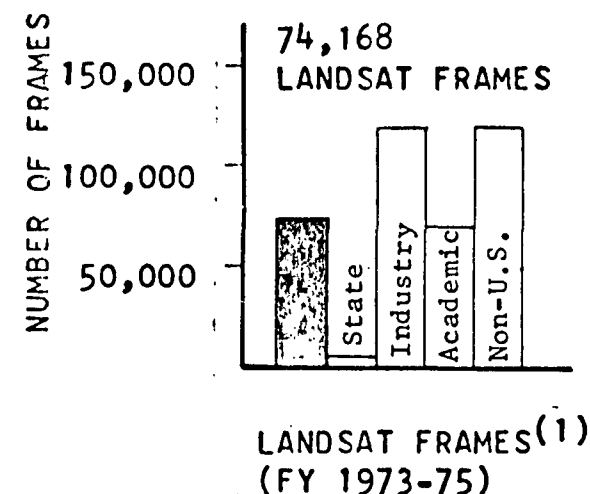 74,168
LANDSAT FRAMES
NUMBER OF FRAMES
150,000
100,000
50,000
State
Industry
Academic
Non-U.S.
LANDSAT FRAMES(1)
(FY 1973-75)